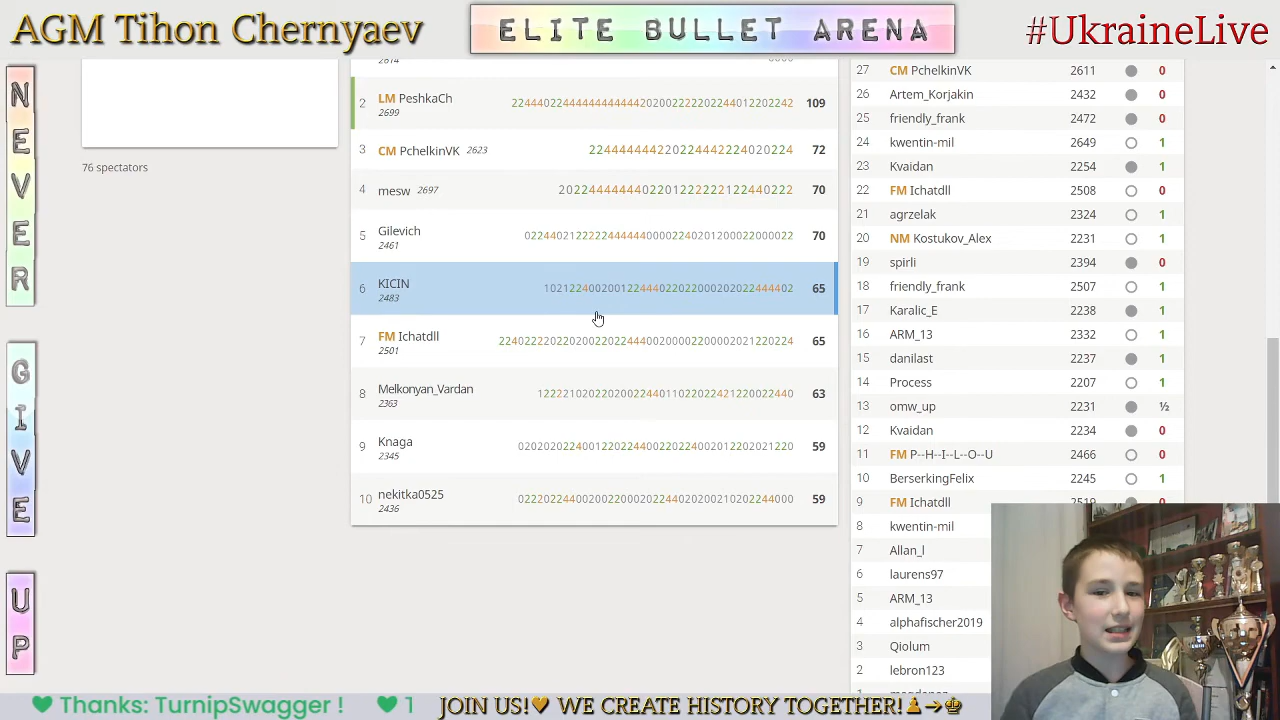 AGM Tihon Chernyaev
ELITE BULLET ARENA
#UkraineLive
NEVER
GIVE
UP
76 spectators
2614
2 LM PeshkaCh 22444022444444444444420200222222022440122022442 109
2699
3 CM PchelkinVK 2623 2244444442202244422240202​24 72
4 mesw 2697 70
5 Gilevich 70
2461
6 KICIN 65
2483
7 FM Ichatdll 65
2501
8 Melkonyan_Vardan 63
2363
9 Knaga 59
2345
10 nekitka0525 59
2436
27 CM PchelkinVK 2611 0
26 Artem_Korjakin 2432 0
25 friendly_frank 2472 0
24 kwentin-mil 2649 1
23 Kvaidan 2254 1
22 FM Ichatdll 2508 0
21 agrzelak 2324 1
20 NM Kostukov_Alex 2231 1
19 spirli 2394 0
18 friendly_frank 2507 1
17 Karalic_E 2238 1
16 ARM_13 2332 1
15 danilast 2237 1
14 Process 2207 1
13 omw_up 2231 ½
12 Kvaidan 2234 0
11 FM P--H--I--L--O--U 2466 0
10 BerserkingFelix 2245 1
9 FM Ichatdll 2519 0
8 kwentin-mil
7 Allan_I
6 laurens97
5 ARM_13
4 alphafischer2019
3 Qiolum
2 lebron123
Thanks: TurnipSwagger ! 1
JOIN US! WE CREATE HISTORY TOGETHER!